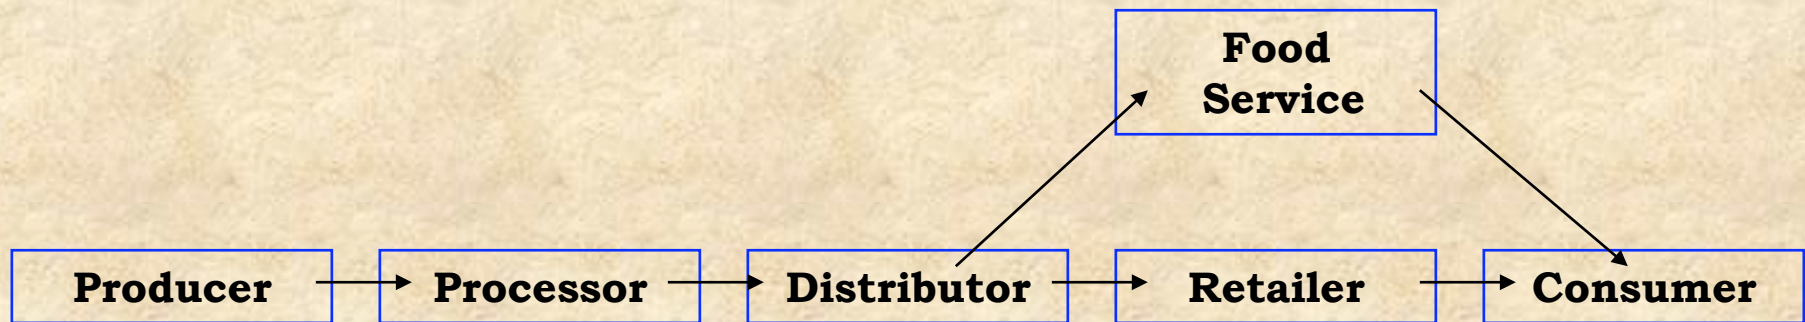 Food
Service
Producer
Processor
Distributor
Retailer
Consumer